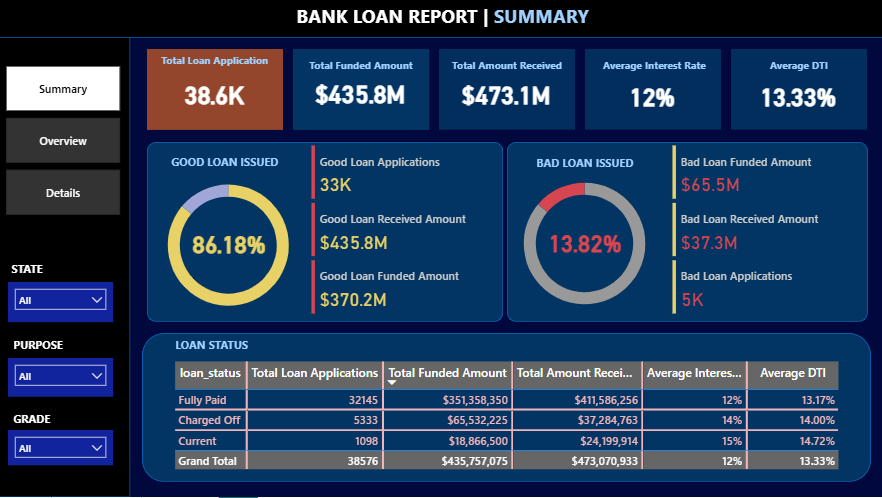 BANK LOAN REPORT | SUMMARY
Summary
Overview
Details
STATE
All
PURPOSE
All
GRADE
All
Total Loan Application
38.6K
Total Funded Amount
$435.8M
Total Amount Received
$473.1M
Average Interest Rate
12%
Average DTI
13.33%
GOOD LOAN ISSUED
86.18%
Good Loan Applications
33K
Good Loan Received Amount
$435.8M
Good Loan Funded Amount
$370.2M
BAD LOAN ISSUED
13.82%
Bad Loan Funded Amount
$65.5M
Bad Loan Received Amount
$37.3M
Bad Loan Applications
5K
LOAN STATUS
loan_status Total Loan Applications Total Funded Amount Total Amount Recei... Average Interes... Average DTI
Fully Paid 32145 $351,358,350 $411,586,256 12% 13.17%
Charged Off 5333 $65,532,225 $37,284,763 14% 14.00%
Current 1098 $18,866,500 $24,199,914 15% 14.72%
Grand Total 38576 $435,757,075 $473,070,933 12% 13.33%